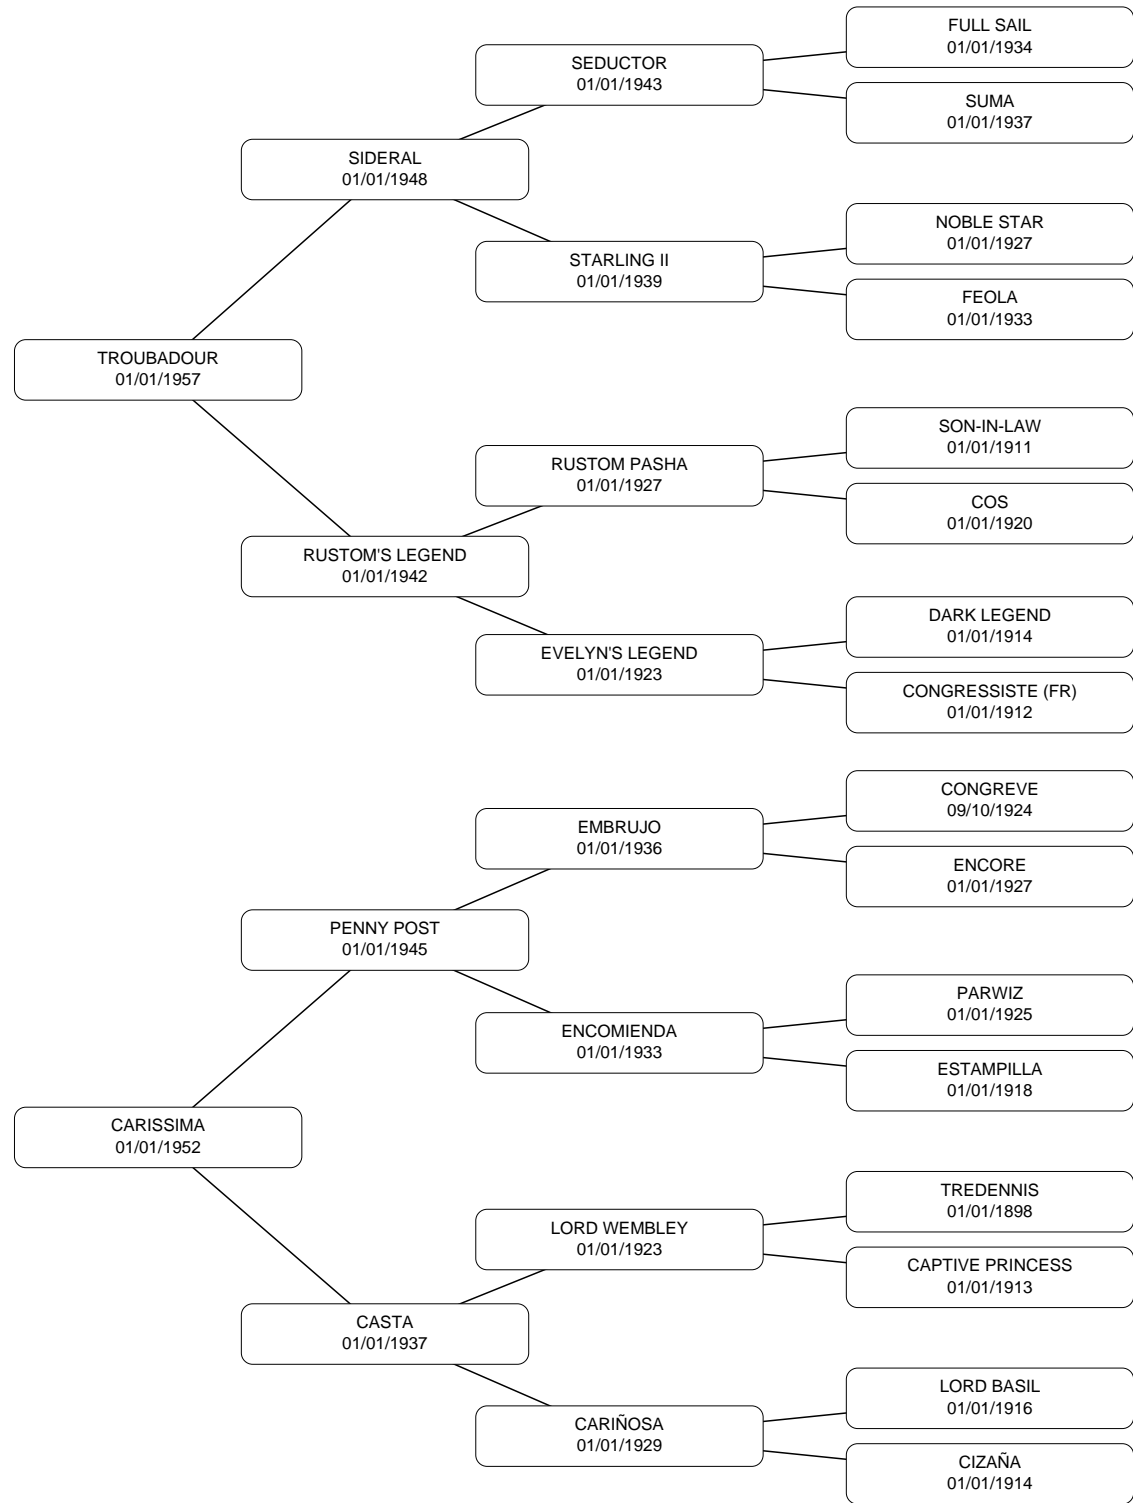 FULL SAIL
01/01/1934
SEDUCTOR
01/01/1943
SUMA
01/01/1937
SIDERAL
01/01/1948
NOBLE STAR
01/01/1927
STARLING II
01/01/1939
FEOLA
01/01/1933
TROUBADOUR
01/01/1957
SON-IN-LAW
01/01/1911
RUSTOM PASHA
01/01/1927
COS
01/01/1920
RUSTOM'S LEGEND
01/01/1942
DARK LEGEND
01/01/1914
EVELYN'S LEGEND
01/01/1923
CONGRESSISTE (FR)
01/01/1912
CONGREVE
09/10/1924
EMBRUJO
01/01/1936
ENCORE
01/01/1927
PENNY POST
01/01/1945
PARWIZ
01/01/1925
ENCOMIENDA
01/01/1933
ESTAMPILLA
01/01/1918
CARISSIMA
01/01/1952
TREDENNIS
01/01/1898
LORD WEMBLEY
01/01/1923
CAPTIVE PRINCESS
01/01/1913
CASTA
01/01/1937
LORD BASIL
01/01/1916
CARIÑOSA
01/01/1929
CIZAÑA
01/01/1914